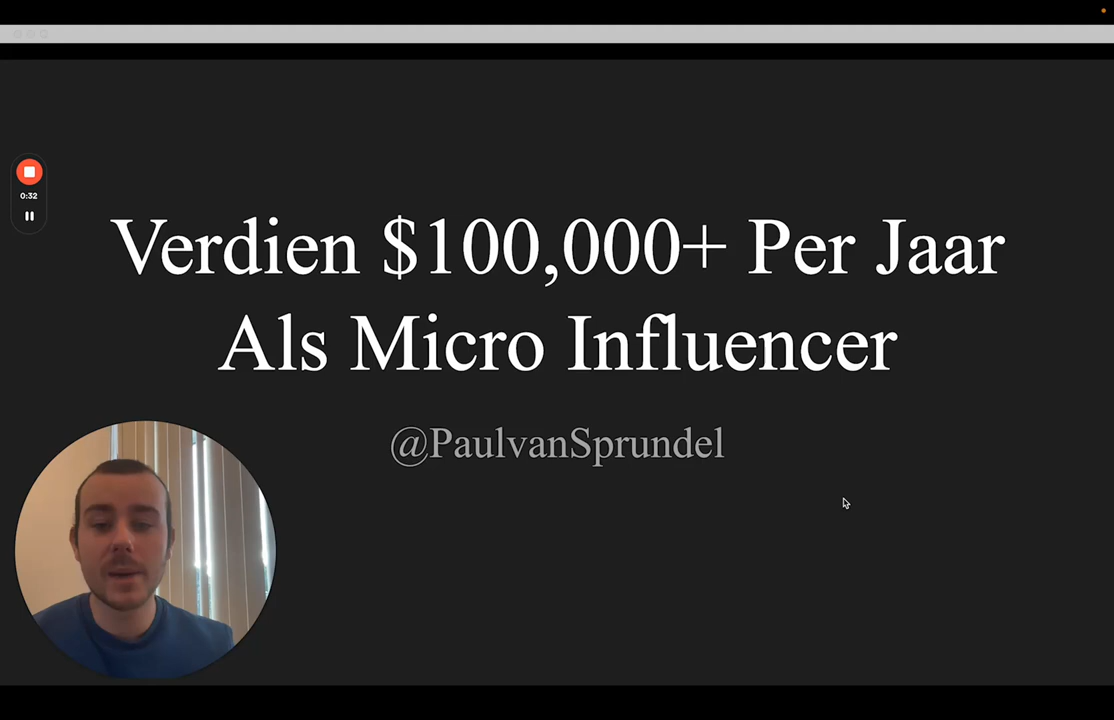 0:32
Verdien $100,000+ Per Jaar
Als Micro Influencer
@PaulvanSprundel